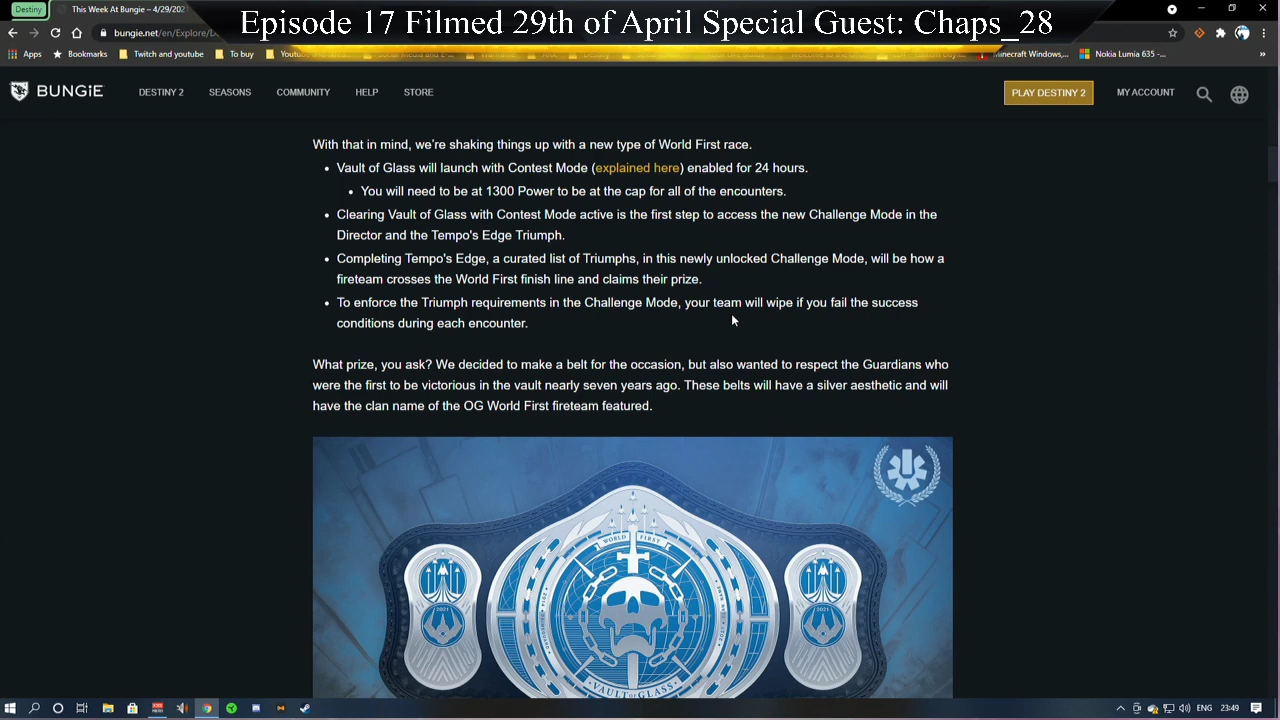 Episode 17 Filmed 29th of April Special Guest: Chaps_28
Destiny
This Week At Bungie – 4/29/202
bungie.net/en/Explore/D
Apps
Bookmarks
Twitch and youtube
To buy
Minecraft Windows,...
Nokia Lumia 635 -...
BUNGiE
DESTINY 2
SEASONS
COMMUNITY
HELP
STORE
PLAY DESTINY 2
MY ACCOUNT
With that in mind, we're shaking things up with a new type of World First race.
• Vault of Glass will launch with Contest Mode (explained here) enabled for 24 hours.
• You will need to be at 1300 Power to be at the cap for all of the encounters.
• Clearing Vault of Glass with Contest Mode active is the first step to access the new Challenge Mode in the
Director and the Tempo's Edge Triumph.
• Completing Tempo's Edge, a curated list of Triumphs, in this newly unlocked Challenge Mode, will be how a
fireteam crosses the World First finish line and claims their prize.
• To enforce the Triumph requirements in the Challenge Mode, your team will wipe if you fail the success
conditions during each encounter.
What prize, you ask? We decided to make a belt for the occasion, but also wanted to respect the Guardians who
were the first to be victorious in the vault nearly seven years ago. These belts will have a silver aesthetic and will
have the clan name of the OG World First fireteam featured.
WORLD FIRST
2021
2021
VAULT OF GLASS
ENG
23:49